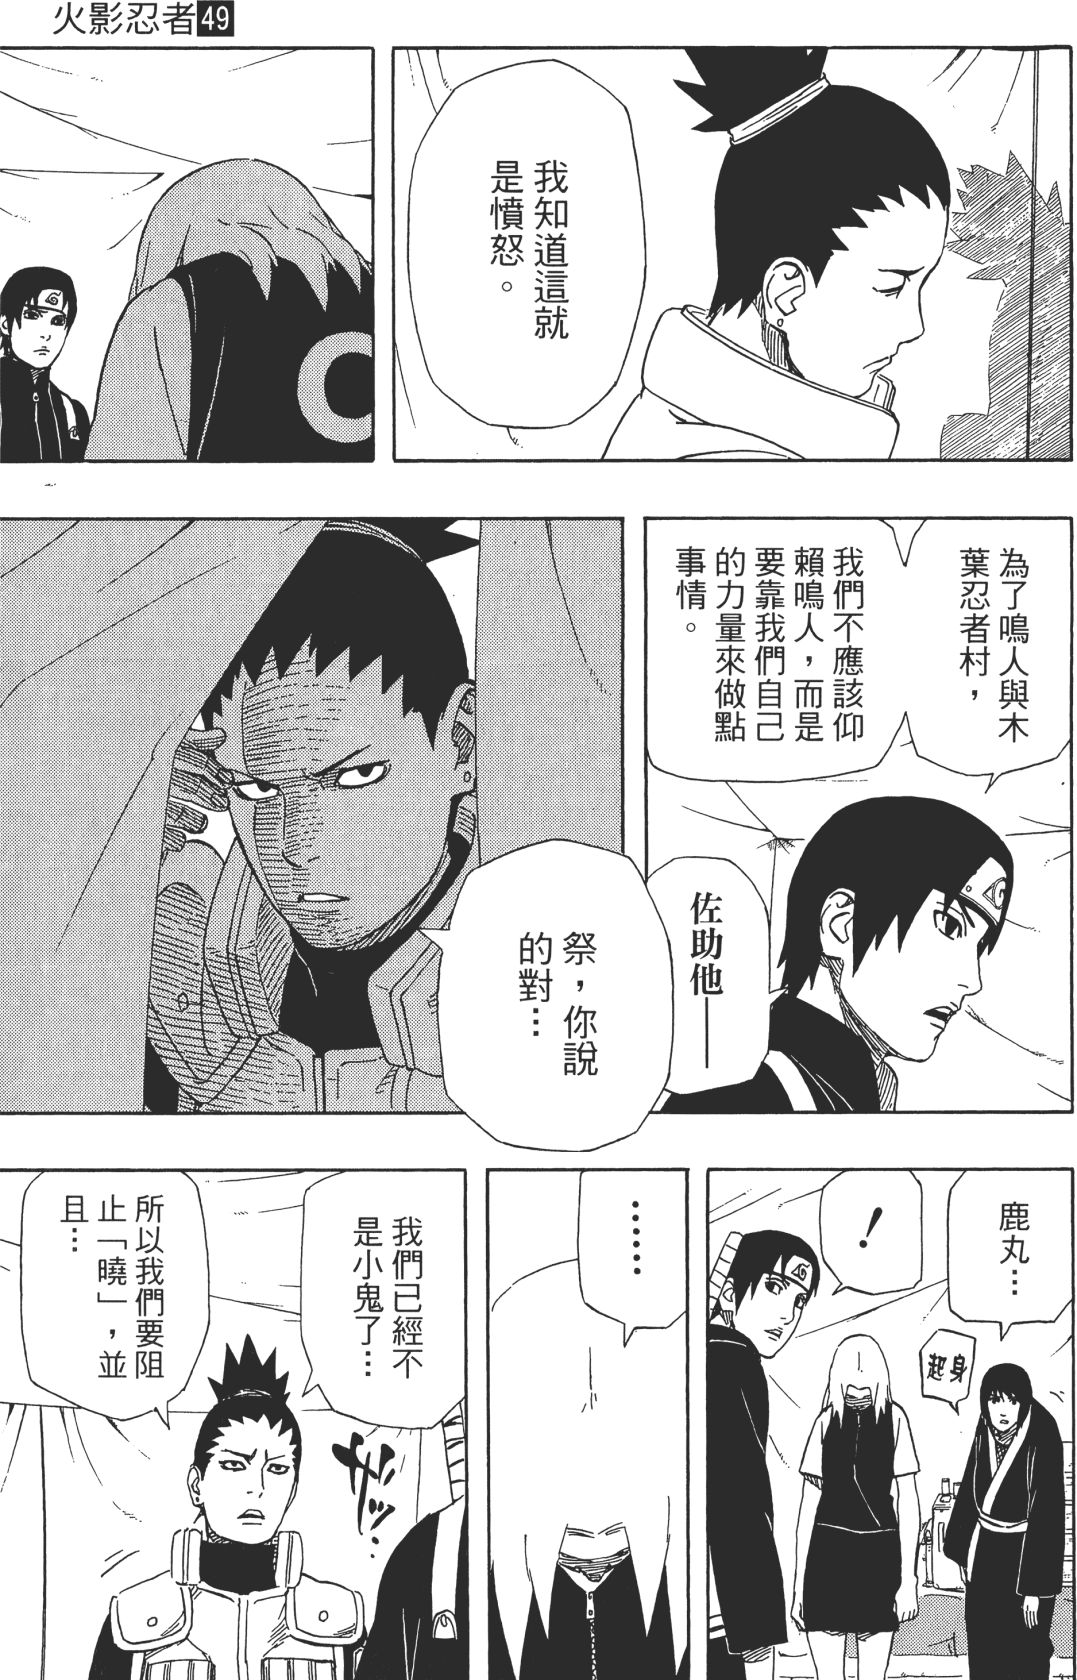 火影忍者49
我知道這就
是憤怒。
為了鳴人與木
葉忍者村，
我們不應該仰
賴鳴人，而是
要靠我們自己
的力量來做點
事情。
佐助他——
祭，你說
的對…
鹿丸…
！
起身
……
我們已經不
是小鬼了…
ザッ
所以我們要阻
止「曉」，並
且…